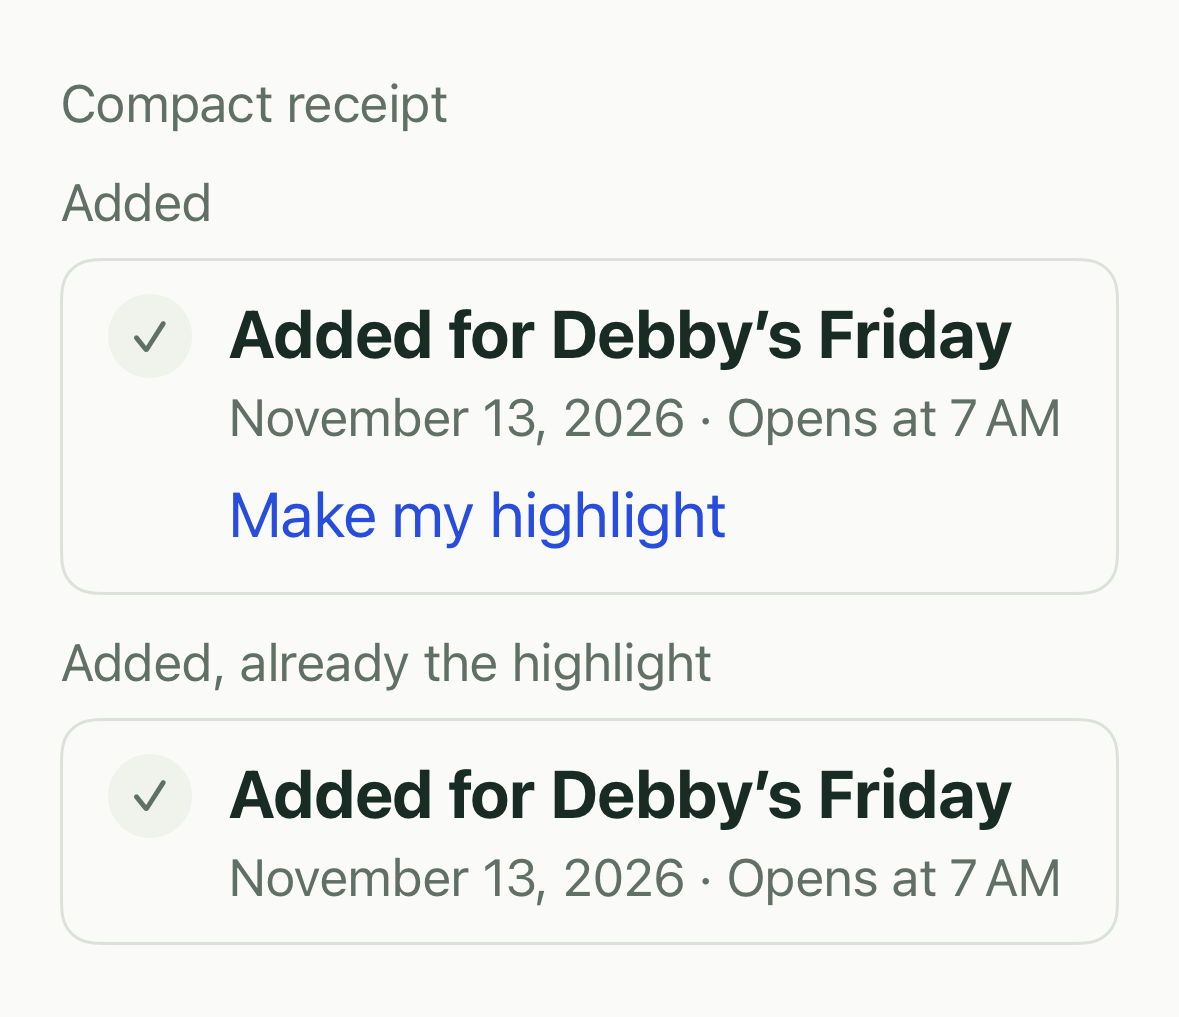 Compact receipt
Added
Added for Debby’s Friday
November 13, 2026 · Opens at 7 AM
Make my highlight
Added, already the highlight
Added for Debby’s Friday
November 13, 2026 · Opens at 7 AM